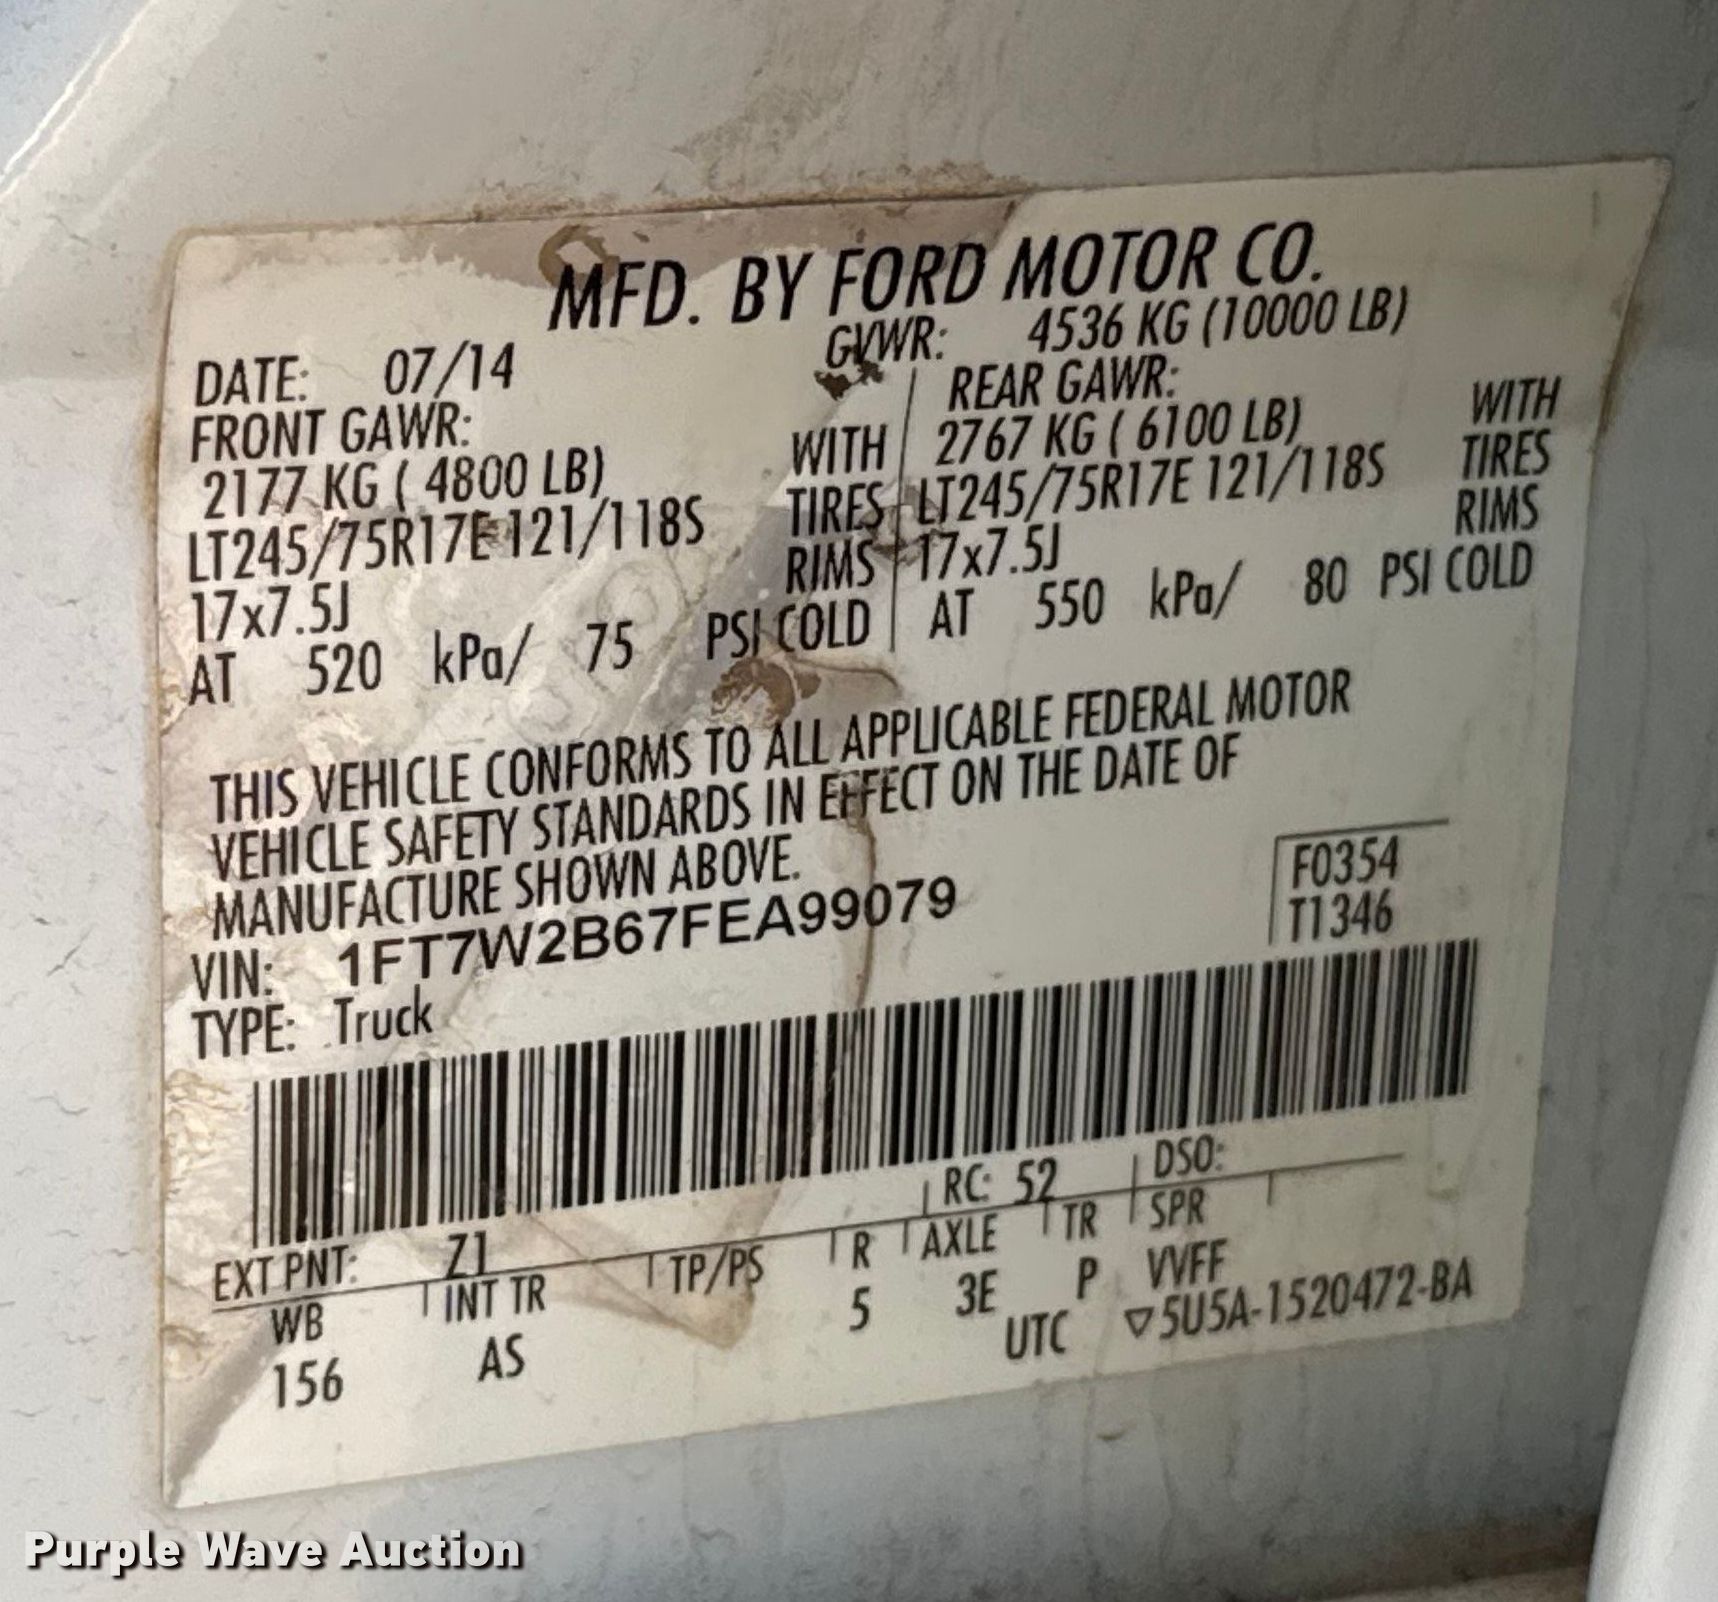 MFD. BY FORD MOTOR CO.
DATE: 07/14 GVWR: 4536 KG (10000 LB)
FRONT GAWR: REAR GAWR:
2177 KG ( 4800 LB) WITH 2767 KG ( 6100 LB) WITH
LT245/75R17E 121/118S TIRES LT245/75R17E 121/118S TIRES
17x7.5J RIMS 17x7.5J RIMS
AT 520 kPa/ 75 PSI COLD AT 550 kPa/ 80 PSI COLD
THIS VEHICLE CONFORMS TO ALL APPLICABLE FEDERAL MOTOR
VEHICLE SAFETY STANDARDS IN EFFECT ON THE DATE OF
MANUFACTURE SHOWN ABOVE.
F0354
VIN: 1FT7W2B67FEA99079 T1346
TYPE: Truck
EXT PNT: Z1 RC: 52 DSO:
WB INT TR TP/PS R AXLE TR SPR
156 AS 5 3E P VVFF
UTC ▽5U5A-1520472-BA
Purple Wave Auction